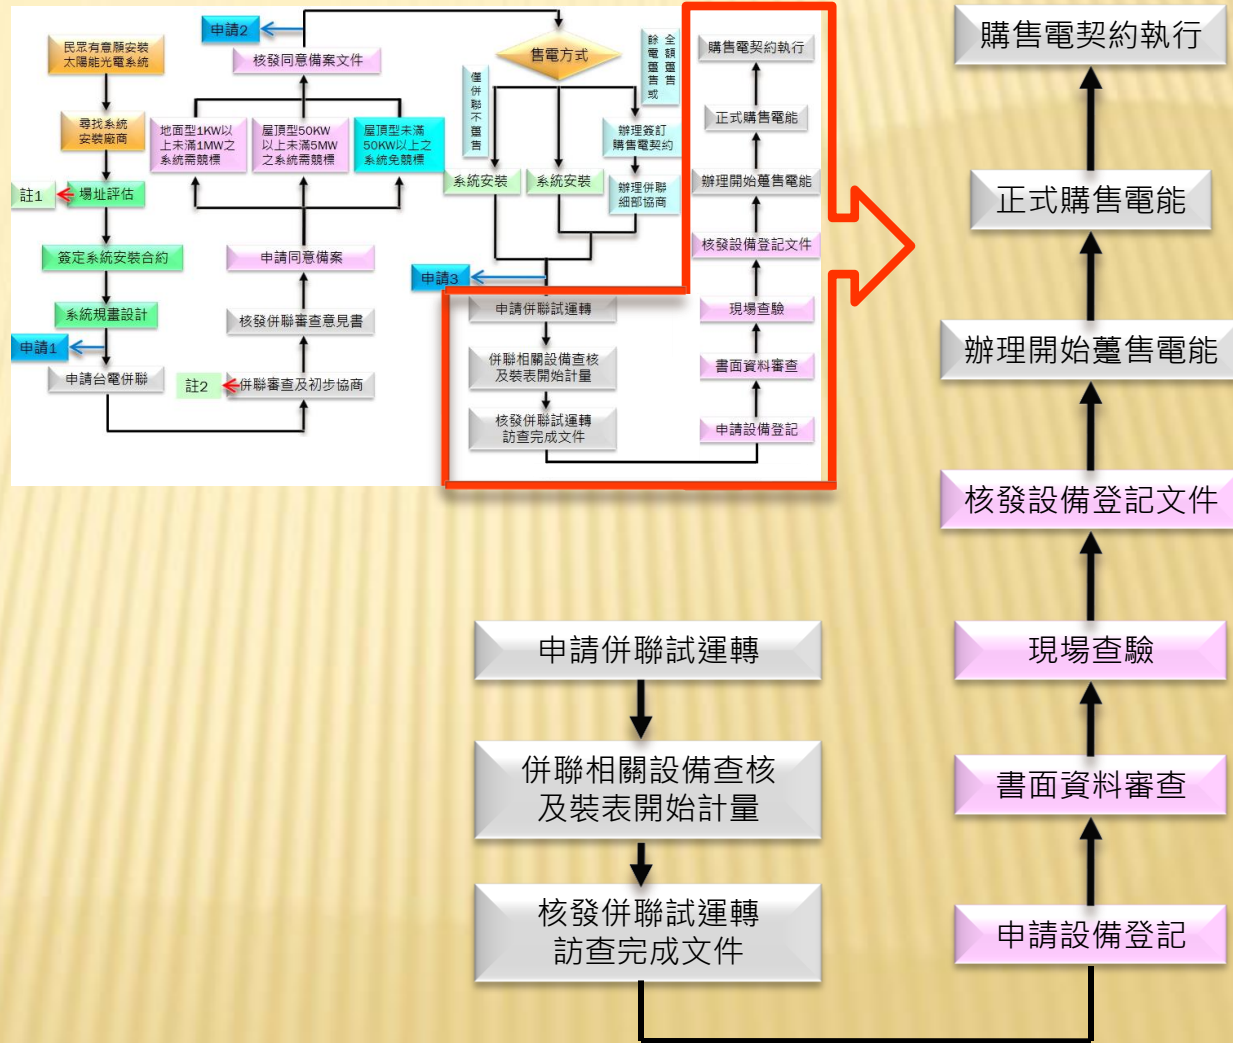 民眾有意願安裝
太陽能光電系統
尋找系統
安裝廠商
註1
場址評估
簽定系統安裝合約
系統規畫設計
申請1
申請台電併聯
註2
併聯審查及初步協商
核發併聯審查意見書
申請同意備案
地面型1KW以
上未滿1MW之
系統需競標
屋頂型50KW
以上未滿5MW
之系統需競標
屋頂型未滿
50KW以上之
系統免競標
核發同意備案文件
申請2
售電方式
僅併聯不躉售
全額躉售
餘電躉售或
系統安裝
系統安裝
辦理簽訂
購售電契約
辦理併聯
細部協商
申請3
申請併聯試運轉
併聯相關設備查核
及裝表開始計量
核發併聯試運轉
訪查完成文件
申請設備登記
書面資料審查
現場查驗
核發設備登記文件
辦理開始躉售電能
正式購售電能
購售電契約執行
申請併聯試運轉
併聯相關設備查核
及裝表開始計量
核發併聯試運轉
訪查完成文件
申請設備登記
書面資料審查
現場查驗
核發設備登記文件
辦理開始躉售電能
正式購售電能
購售電契約執行